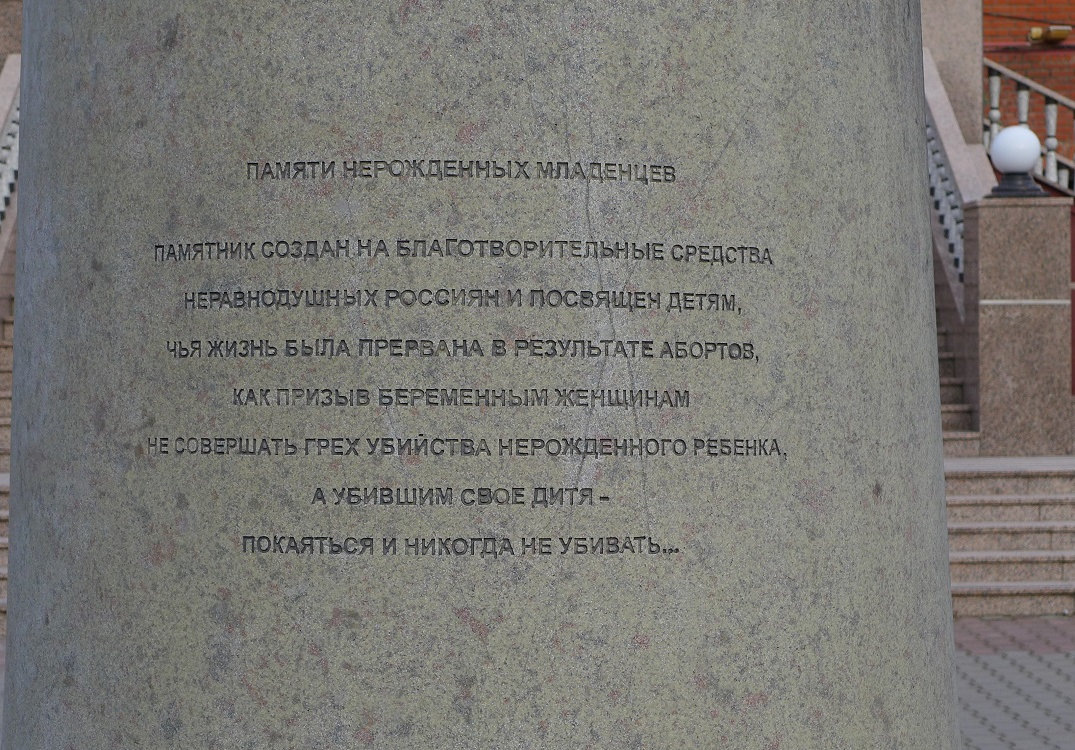 ПАМЯТИ НЕРОЖДЕННЫХ МЛАДЕНЦЕВ
ПАМЯТНИК СОЗДАН НА БЛАГОТВОРИТЕЛЬНЫЕ СРЕДСТВА
НЕРАВНОДУШНЫХ РОССИЯН И ПОСВЯЩЕН ДЕТЯМ,
ЧЬЯ ЖИЗНЬ БЫЛА ПРЕРВАНА В РЕЗУЛЬТАТЕ АБОРТОВ,
КАК ПРИЗЫВ БЕРЕМЕННЫМ ЖЕНЩИНАМ
НЕ СОВЕРШАТЬ ГРЕХ УБИЙСТВА НЕРОЖДЕННОГО РЕБЕНКА,
А УБИВШИМ СВОЕ ДИТЯ –
ПОКАЯТЬСЯ И НИКОГДА НЕ УБИВАТЬ...